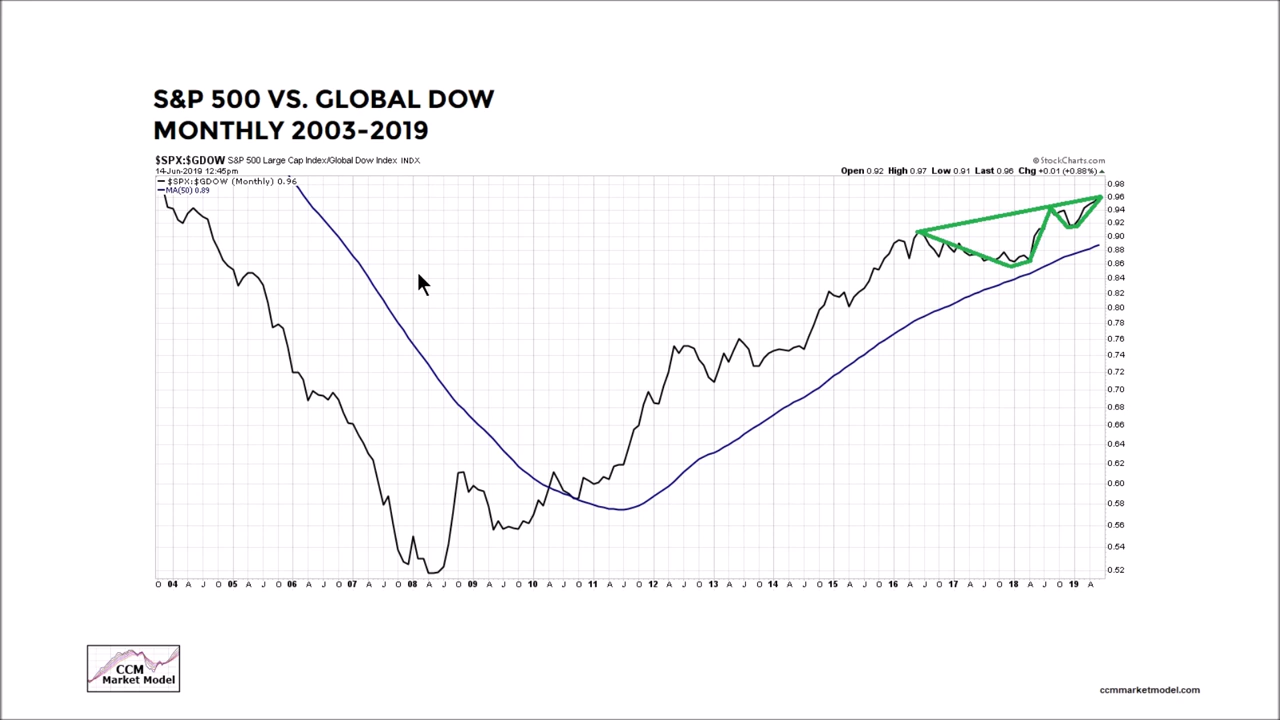 S&P 500 VS. GLOBAL DOW
MONTHLY 2003-2019
$SPX:$GDOW S&P 500 Large Cap Index/Global Dow Index INDX
© StockCharts.com
14-Jun-2019 12:45pm
Open 0.92 High 0.97 Low 0.91 Last 0.96 Chg +0.01 (+0.88%)
$SPX:$GDOW (Monthly) 0.96
MA(50) 0.89
0.98
0.96
0.94
0.92
0.90
0.88
0.86
0.84
0.82
0.80
0.78
0.76
0.74
0.72
0.70
0.68
0.66
0.64
0.62
0.60
0.58
0.56
0.54
0.52
O 04 A J O 05 A J O 06 A J O 07 A J O 08 A J O 09 A J O 10 A J O 11 A J O 12 A J O 13 A J O 14 A J O 15 A J O 16 A J O 17 A J O 18 A J O 19 A
CCM
Market Model
ccmmarketmodel.com